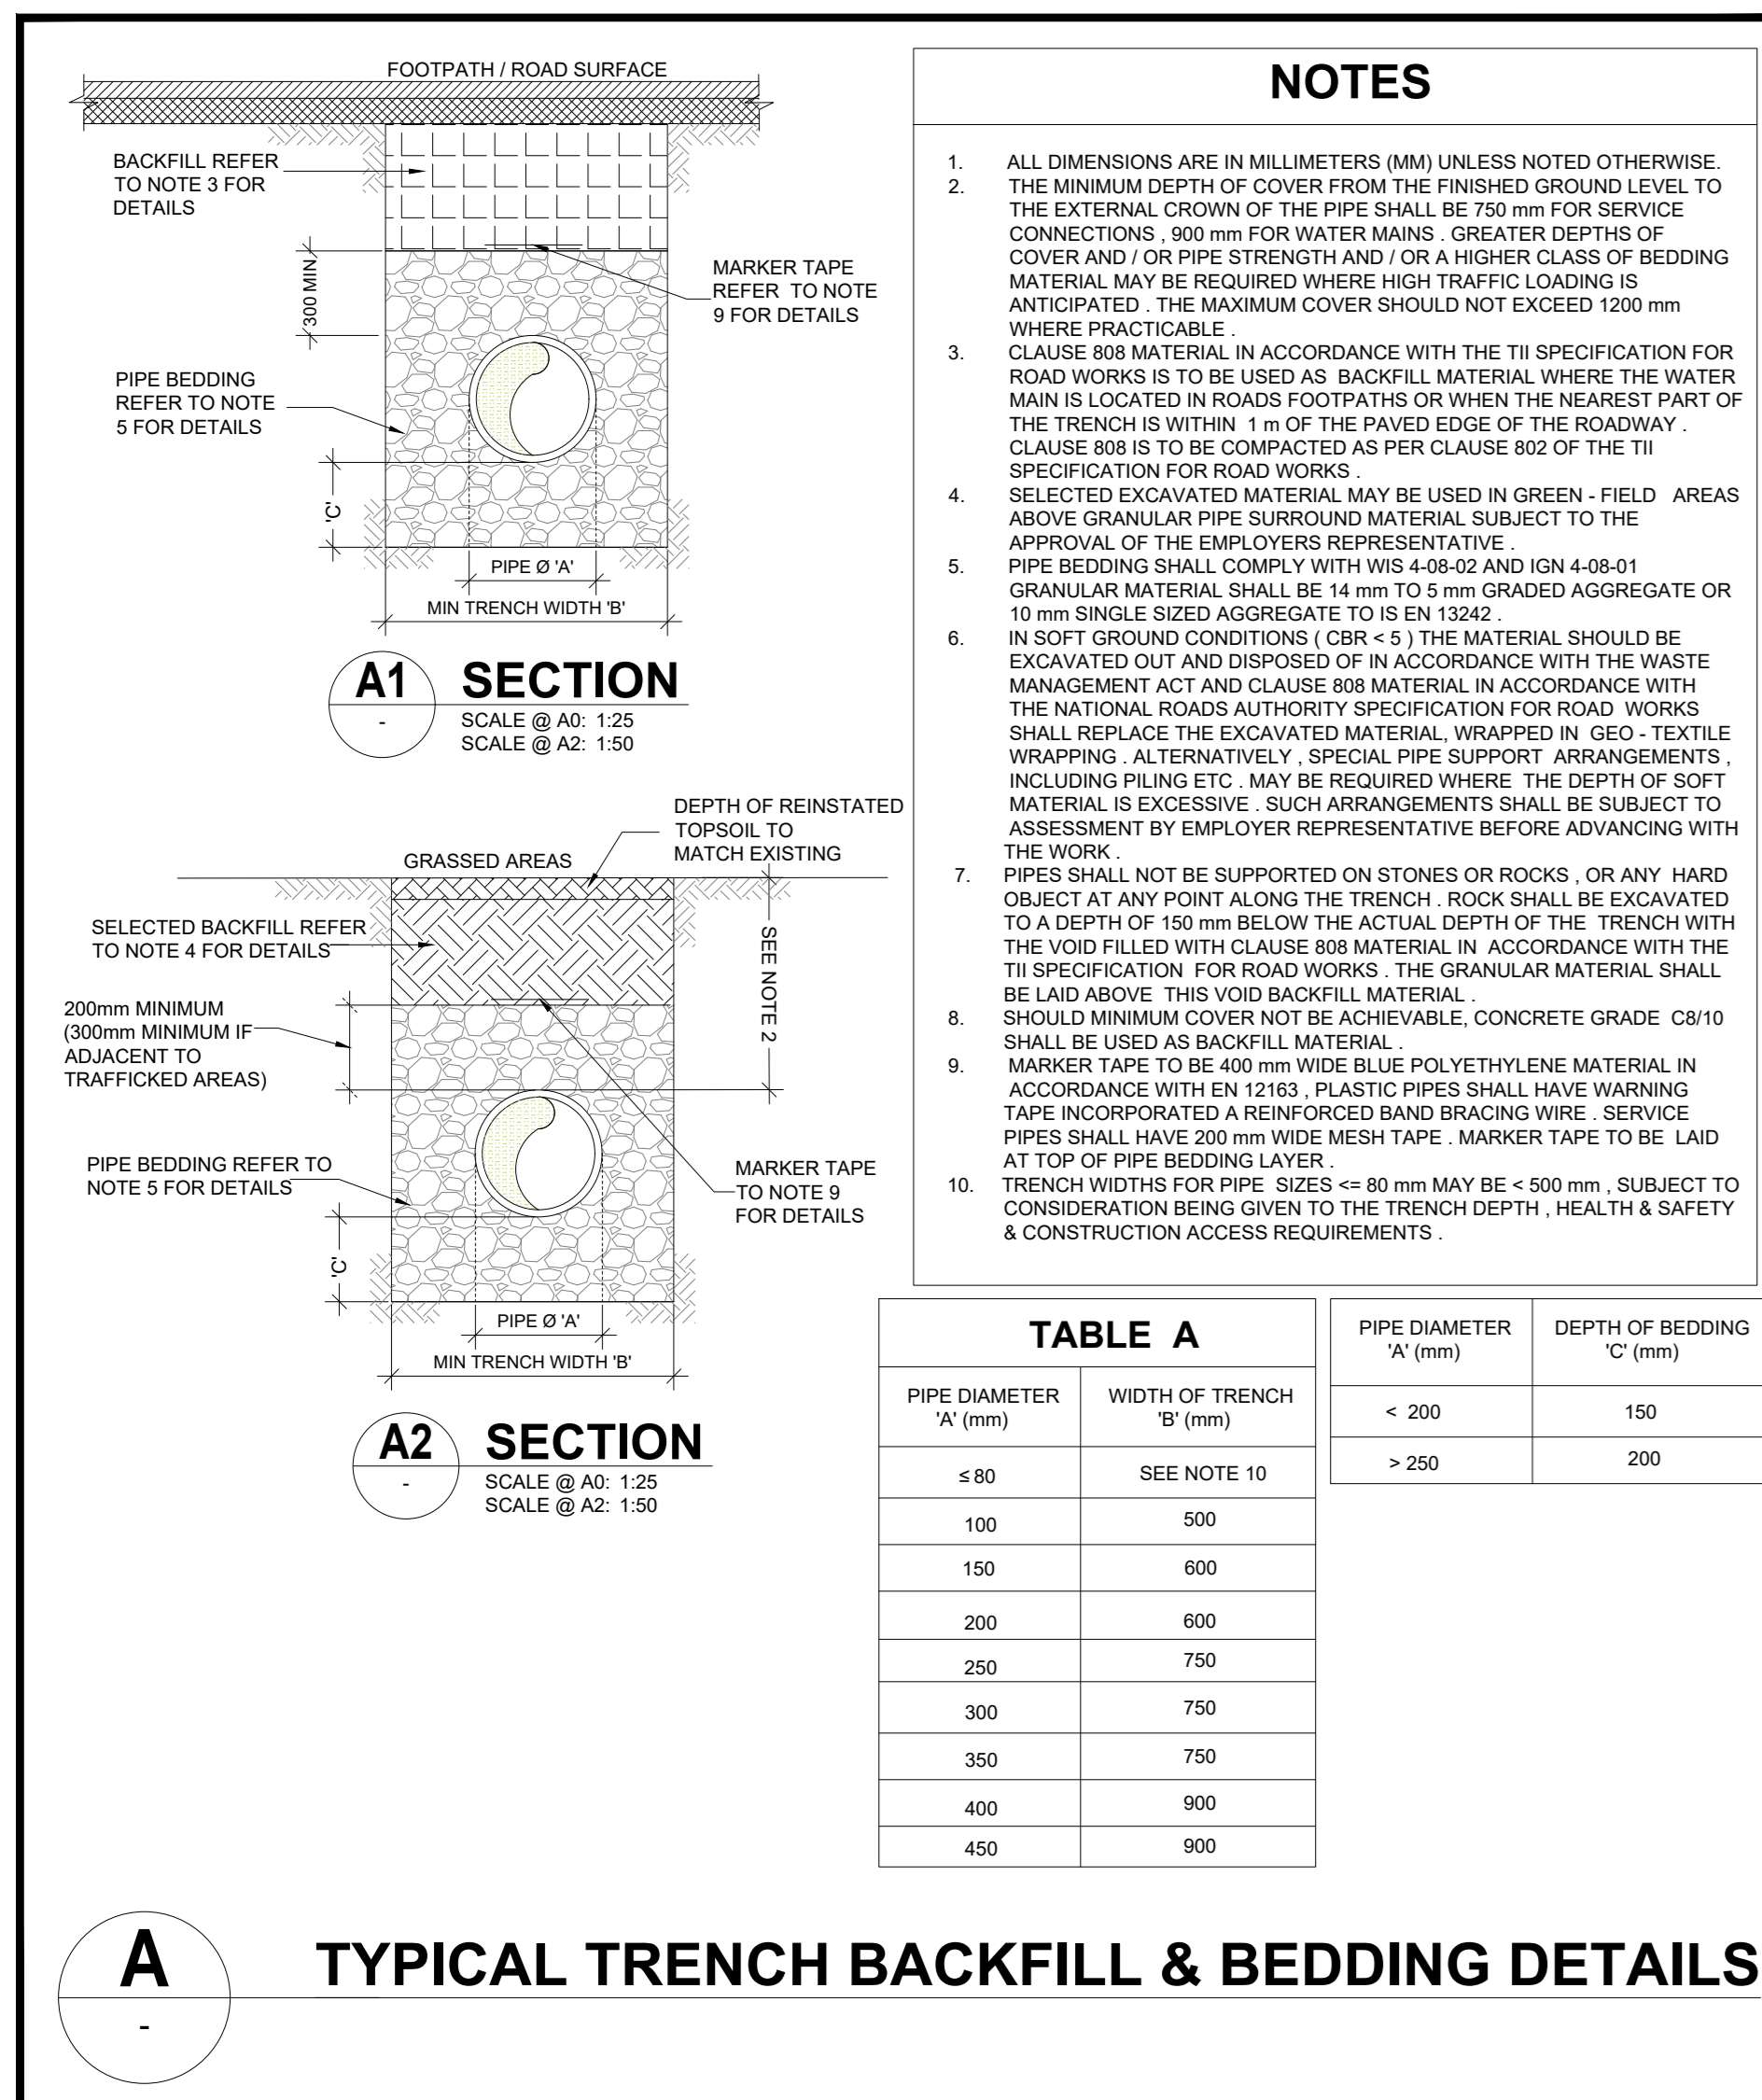 FOOTPATH / ROAD SURFACE
BACKFILL REFER
TO NOTE 3 FOR
DETAILS
300 MIN
MARKER TAPE
REFER TO NOTE
9 FOR DETAILS
PIPE BEDDING
REFER TO NOTE
5 FOR DETAILS
'C'
PIPE Ø 'A'
MIN TRENCH WIDTH 'B'
A1
-
SECTION
SCALE @ A0: 1:25
SCALE @ A2: 1:50
DEPTH OF REINSTATED
TOPSOIL TO
MATCH EXISTING
GRASSED AREAS
SELECTED BACKFILL REFER
TO NOTE 4 FOR DETAILS
SEE NOTE 2
200mm MINIMUM
(300mm MINIMUM IF
ADJACENT TO
TRAFFICKED AREAS)
PIPE BEDDING REFER TO
NOTE 5 FOR DETAILS
MARKER TAPE
TO NOTE 9
FOR DETAILS
'C'
PIPE Ø 'A'
MIN TRENCH WIDTH 'B'
A2
-
SECTION
SCALE @ A0: 1:25
SCALE @ A2: 1:50
NOTES
1. ALL DIMENSIONS ARE IN MILLIMETERS (MM) UNLESS NOTED OTHERWISE.
2. THE MINIMUM DEPTH OF COVER FROM THE FINISHED GROUND LEVEL TO
THE EXTERNAL CROWN OF THE PIPE SHALL BE 750 mm FOR SERVICE
CONNECTIONS , 900 mm FOR WATER MAINS . GREATER DEPTHS OF
COVER AND / OR PIPE STRENGTH AND / OR A HIGHER CLASS OF BEDDING
MATERIAL MAY BE REQUIRED WHERE HIGH TRAFFIC LOADING IS
ANTICIPATED . THE MAXIMUM COVER SHOULD NOT EXCEED 1200 mm
WHERE PRACTICABLE .
3. CLAUSE 808 MATERIAL IN ACCORDANCE WITH THE TII SPECIFICATION FOR
ROAD WORKS IS TO BE USED AS BACKFILL MATERIAL WHERE THE WATER
MAIN IS LOCATED IN ROADS FOOTPATHS OR WHEN THE NEAREST PART OF
THE TRENCH IS WITHIN 1 m OF THE PAVED EDGE OF THE ROADWAY .
CLAUSE 808 IS TO BE COMPACTED AS PER CLAUSE 802 OF THE TII
SPECIFICATION FOR ROAD WORKS .
4. SELECTED EXCAVATED MATERIAL MAY BE USED IN GREEN - FIELD AREAS
ABOVE GRANULAR PIPE SURROUND MATERIAL SUBJECT TO THE
APPROVAL OF THE EMPLOYERS REPRESENTATIVE .
5. PIPE BEDDING SHALL COMPLY WITH WIS 4-08-02 AND IGN 4-08-01
GRANULAR MATERIAL SHALL BE 14 mm TO 5 mm GRADED AGGREGATE OR
10 mm SINGLE SIZED AGGREGATE TO IS EN 13242 .
6. IN SOFT GROUND CONDITIONS ( CBR < 5 ) THE MATERIAL SHOULD BE
EXCAVATED OUT AND DISPOSED OF IN ACCORDANCE WITH THE WASTE
MANAGEMENT ACT AND CLAUSE 808 MATERIAL IN ACCORDANCE WITH
THE NATIONAL ROADS AUTHORITY SPECIFICATION FOR ROAD WORKS
SHALL REPLACE THE EXCAVATED MATERIAL, WRAPPED IN GEO - TEXTILE
WRAPPING . ALTERNATIVELY , SPECIAL PIPE SUPPORT ARRANGEMENTS ,
INCLUDING PILING ETC . MAY BE REQUIRED WHERE THE DEPTH OF SOFT
MATERIAL IS EXCESSIVE . SUCH ARRANGEMENTS SHALL BE SUBJECT TO
ASSESSMENT BY EMPLOYER REPRESENTATIVE BEFORE ADVANCING WITH
THE WORK .
7. PIPES SHALL NOT BE SUPPORTED ON STONES OR ROCKS , OR ANY HARD
OBJECT AT ANY POINT ALONG THE TRENCH . ROCK SHALL BE EXCAVATED
TO A DEPTH OF 150 mm BELOW THE ACTUAL DEPTH OF THE TRENCH WITH
THE VOID FILLED WITH CLAUSE 808 MATERIAL IN ACCORDANCE WITH THE
TII SPECIFICATION FOR ROAD WORKS . THE GRANULAR MATERIAL SHALL
BE LAID ABOVE THIS VOID BACKFILL MATERIAL .
8. SHOULD MINIMUM COVER NOT BE ACHIEVABLE, CONCRETE GRADE C8/10
SHALL BE USED AS BACKFILL MATERIAL .
9. MARKER TAPE TO BE 400 mm WIDE BLUE POLYETHYLENE MATERIAL IN
ACCORDANCE WITH EN 12163 , PLASTIC PIPES SHALL HAVE WARNING
TAPE INCORPORATED A REINFORCED BAND BRACING WIRE . SERVICE
PIPES SHALL HAVE 200 mm WIDE MESH TAPE . MARKER TAPE TO BE LAID
AT TOP OF PIPE BEDDING LAYER .
10. TRENCH WIDTHS FOR PIPE SIZES <= 80 mm MAY BE < 500 mm , SUBJECT TO
CONSIDERATION BEING GIVEN TO THE TRENCH DEPTH , HEALTH & SAFETY
& CONSTRUCTION ACCESS REQUIREMENTS .
TABLE A
PIPE DIAMETER 'A' (mm) WIDTH OF TRENCH 'B' (mm)
≤ 80 SEE NOTE 10
100 500
150 600
200 600
250 750
300 750
350 750
400 900
450 900
PIPE DIAMETER 'A' (mm) DEPTH OF BEDDING 'C' (mm)
< 200 150
> 250 200
A
-
TYPICAL TRENCH BACKFILL & BEDDING DETAILS